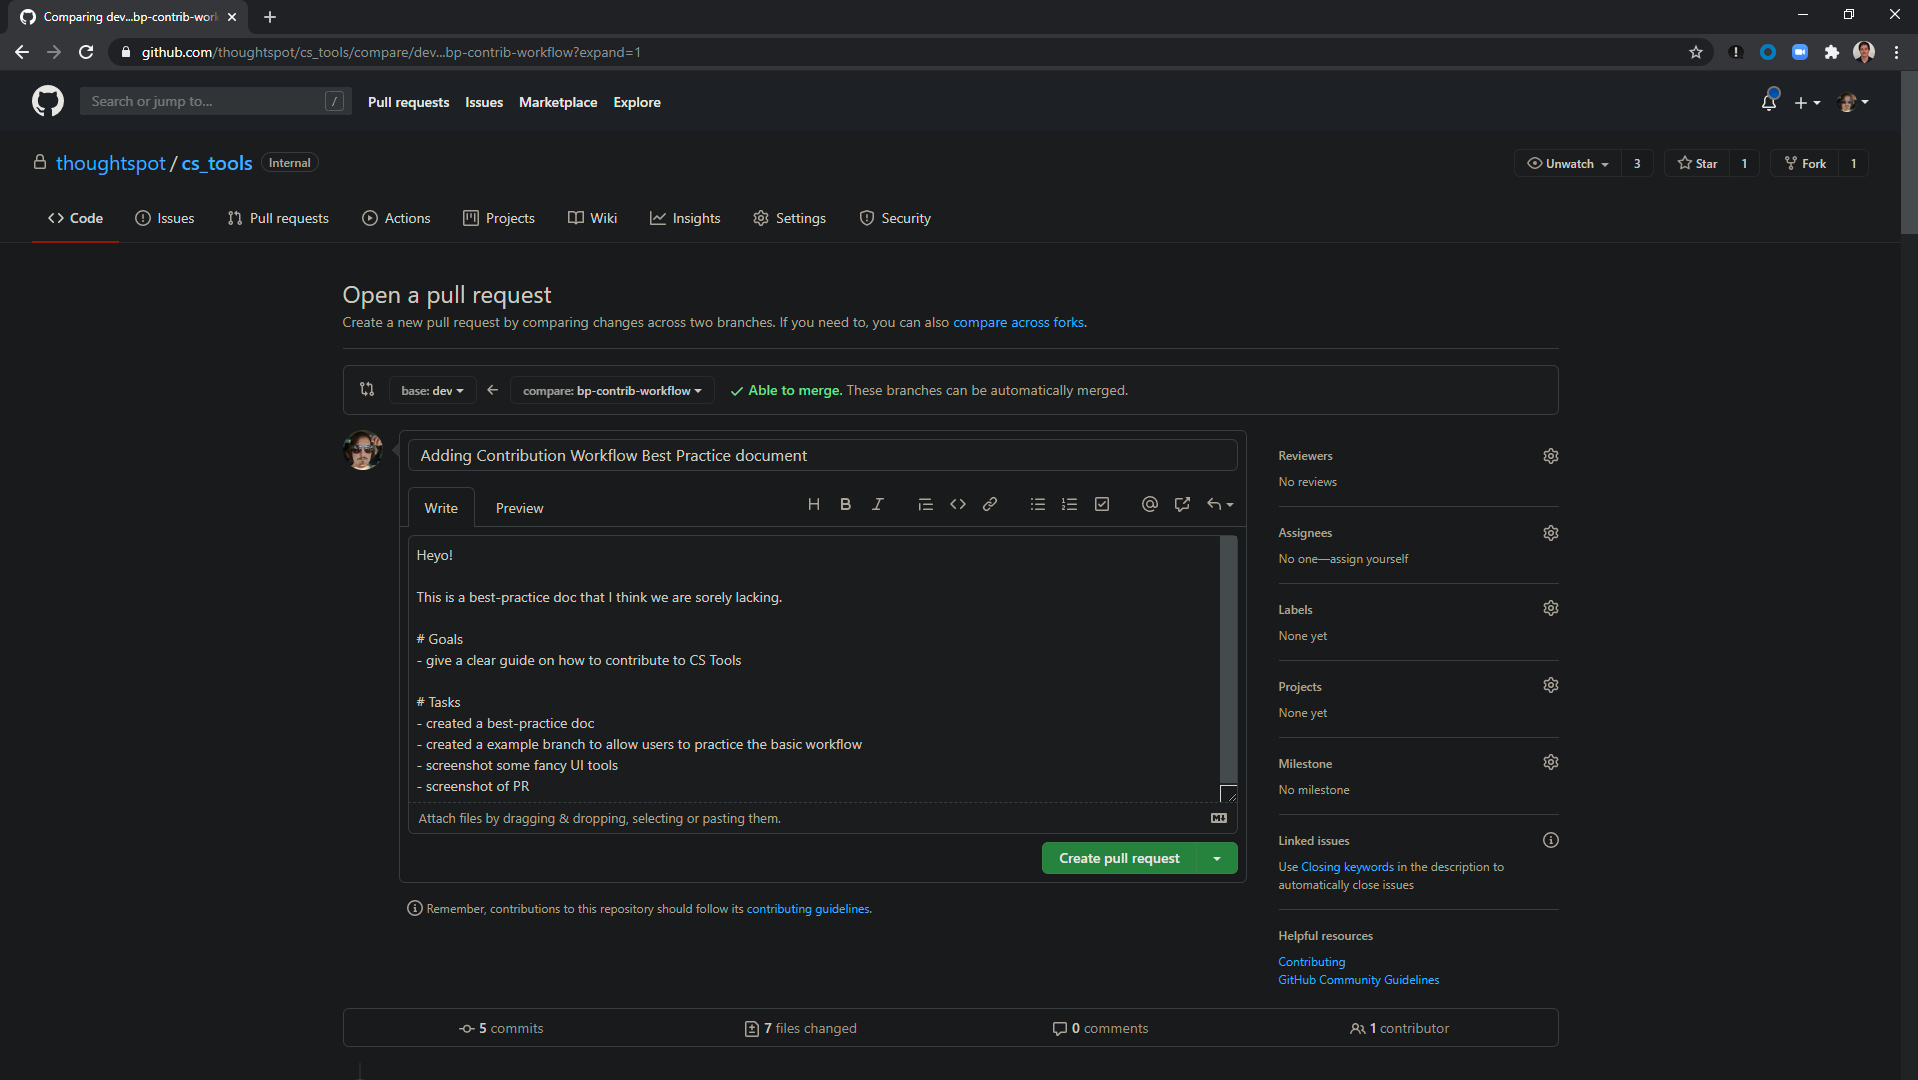 Comparing dev...bp-contrib-work
github.com/thoughtspot/cs_tools/compare/dev...bp-contrib-workflow?expand=1
Search or jump to... /
Pull requests Issues Marketplace Explore
thoughtspot / cs_tools Internal
Unwatch 3 Star 1 Fork 1
Code Issues Pull requests Actions Projects Wiki Insights Settings Security
Open a pull request
Create a new pull request by comparing changes across two branches. If you need to, you can also compare across forks.
base: dev compare: bp-contrib-workflow Able to merge. These branches can be automatically merged.
Adding Contribution Workflow Best Practice document
Write Preview
Heyo!
This is a best-practice doc that I think we are sorely lacking.
# Goals
- give a clear guide on how to contribute to CS Tools
# Tasks
- created a best-practice doc
- created a example branch to allow users to practice the basic workflow
- screenshot some fancy UI tools
- screenshot of PR
Attach files by dragging & dropping, selecting or pasting them.
Create pull request
Remember, contributions to this repository should follow its contributing guidelines.
Reviewers
No reviews
Assignees
No one—assign yourself
Labels
None yet
Projects
None yet
Milestone
No milestone
Linked issues
Use Closing keywords in the description to
automatically close issues
Helpful resources
Contributing
GitHub Community Guidelines
5 commits 7 files changed 0 comments 1 contributor